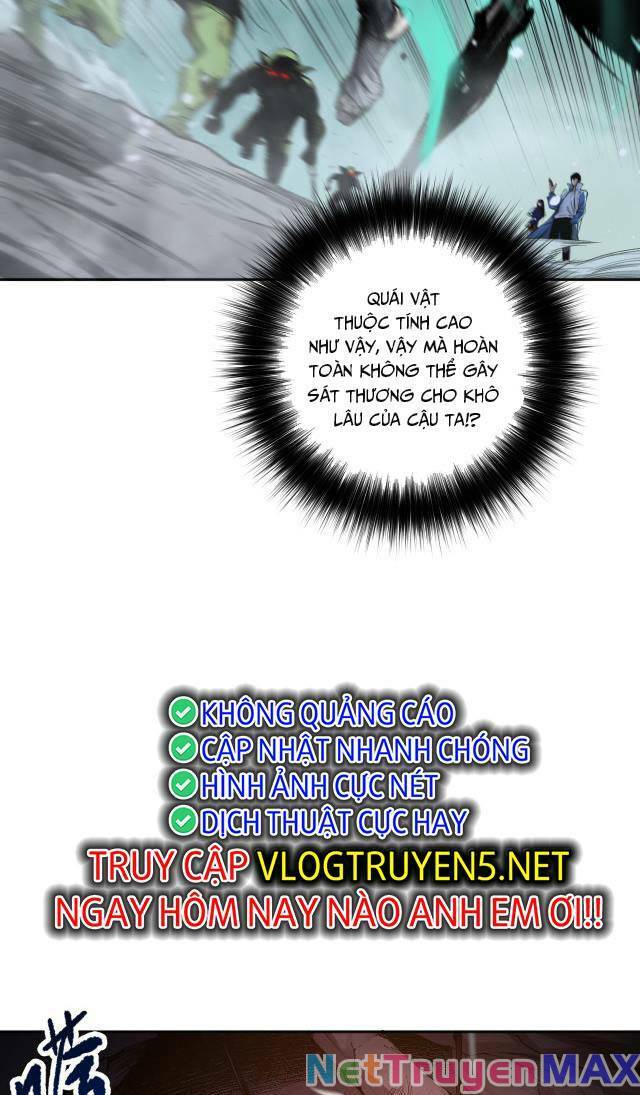 QUÁI VẬT
THUỘC TÍNH CAO
NHƯ VẬY, VẬY MÀ HOÀN
TOÀN KHÔNG THỂ GÂY
SÁT THƯƠNG CHO KHÔ
LÂU CỦA CẬU TA!?
KHÔNG QUẢNG CÁO
CẬP NHẬT NHANH CHÓNG
HÌNH ẢNH CỰC NÉT
DỊCH THUẬT CỰC HAY
TRUY CẬP VLOGTRUYEN5.NET
NGAY HÔM NAY NÀO ANH EM ƠI!!
NETTRUYENMAX